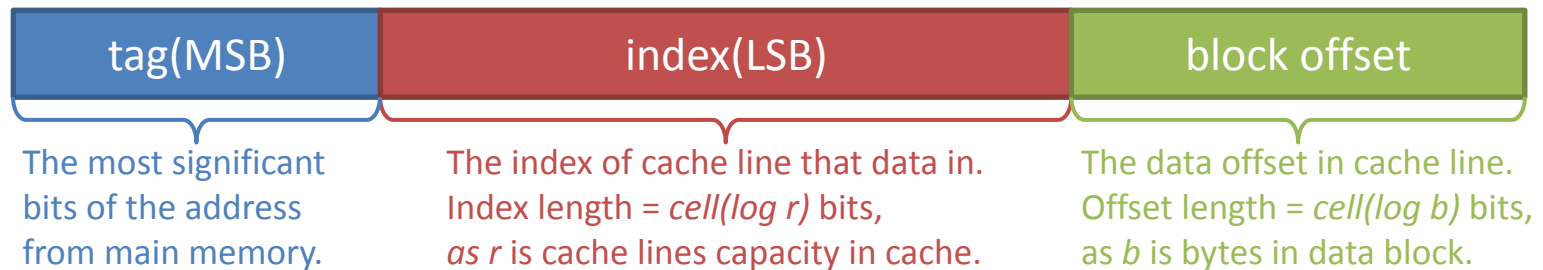 tag(MSB)
index(LSB)
block offset
The most significant
bits of the address
from main memory.
The index of cache line that data in.
Index length = cell(log r) bits,
as r is cache lines capacity in cache.
The data offset in cache line.
Offset length = cell(log b) bits,
as b is bytes in data block.